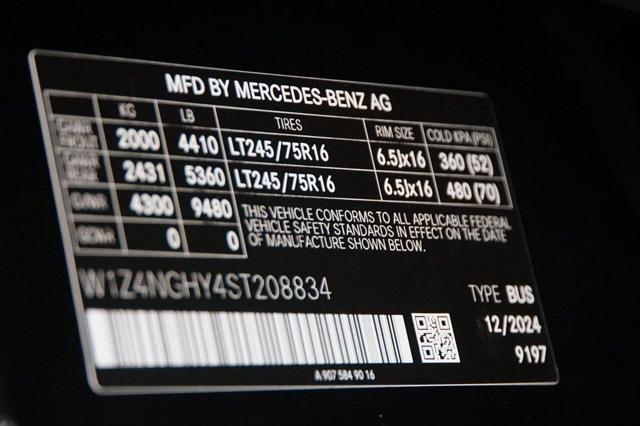 MFD BY MERCEDES-BENZ AG
KG LB TIRES RIM SIZE COLD KPA (PSI)
2000 4410 LT245/75R16 6.5Jx16 360 (52)
2431 5360 LT245/75R16 6.5Jx16 480 (70)
GVWR 4300 9480
0 0
THIS VEHICLE CONFORMS TO ALL APPLICABLE FEDERAL
VEHICLE SAFETY STANDARDS IN EFFECT ON THE DATE
OF MANUFACTURE SHOWN BELOW.
W1Z4NGHY4ST208834
TYPE BUS
12/2024
9197
A 907 584 90 16